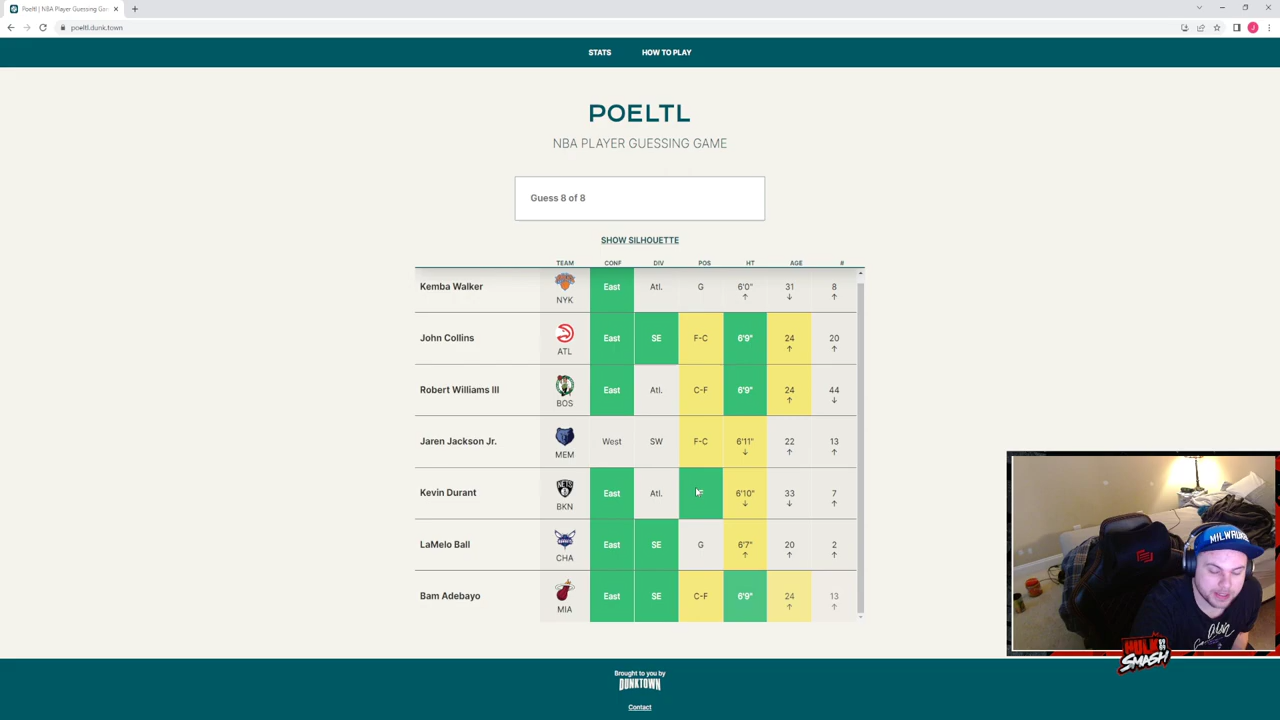 Poeltl | NBA Player Guessing Ga
poeltl.dunk.town
STATS HOW TO PLAY
POELTL
NBA PLAYER GUESSING GAME
Guess 8 of 8
SHOW SILHOUETTE
TEAM CONF DIV POS HT AGE #
Kemba Walker NYK East Atl. G 6'0" ↑ 31 ↓ 8 ↑
John Collins ATL East SE F-C 6'9" 24 ↑ 20 ↑
Robert Williams III BOS East Atl. C-F 6'9" 24 ↑ 44 ↓
Jaren Jackson Jr. MEM West SW F-C 6'11" ↓ 22 ↑ 13 ↑
Kevin Durant BKN East Atl. 6'10" ↓ 33 ↓ 7 ↑
LaMelo Ball CHA East SE G 6'7" ↑ 20 ↑ 2 ↑
Bam Adebayo MIA East SE C-F 6'9" 24 ↑ 13 ↑
Brought to you by
DUNKTOWN
Contact
MILWAUK
HULK
SMASH